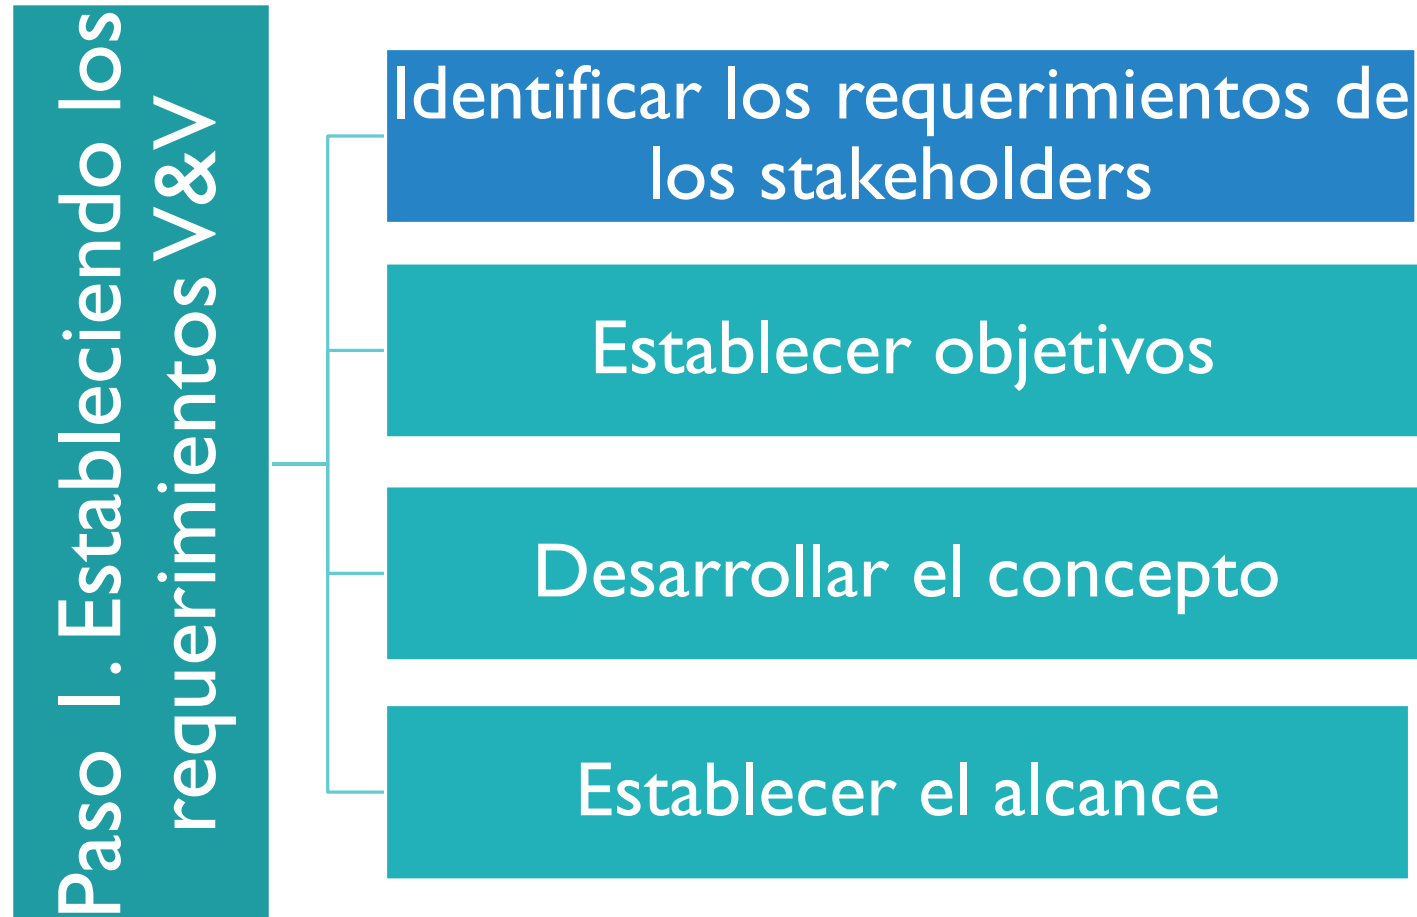 Paso 1. Estableciendo los
requerimientos V&V
Identificar los requerimientos de
los stakeholders
Establecer objetivos
Desarrollar el concepto
Establecer el alcance